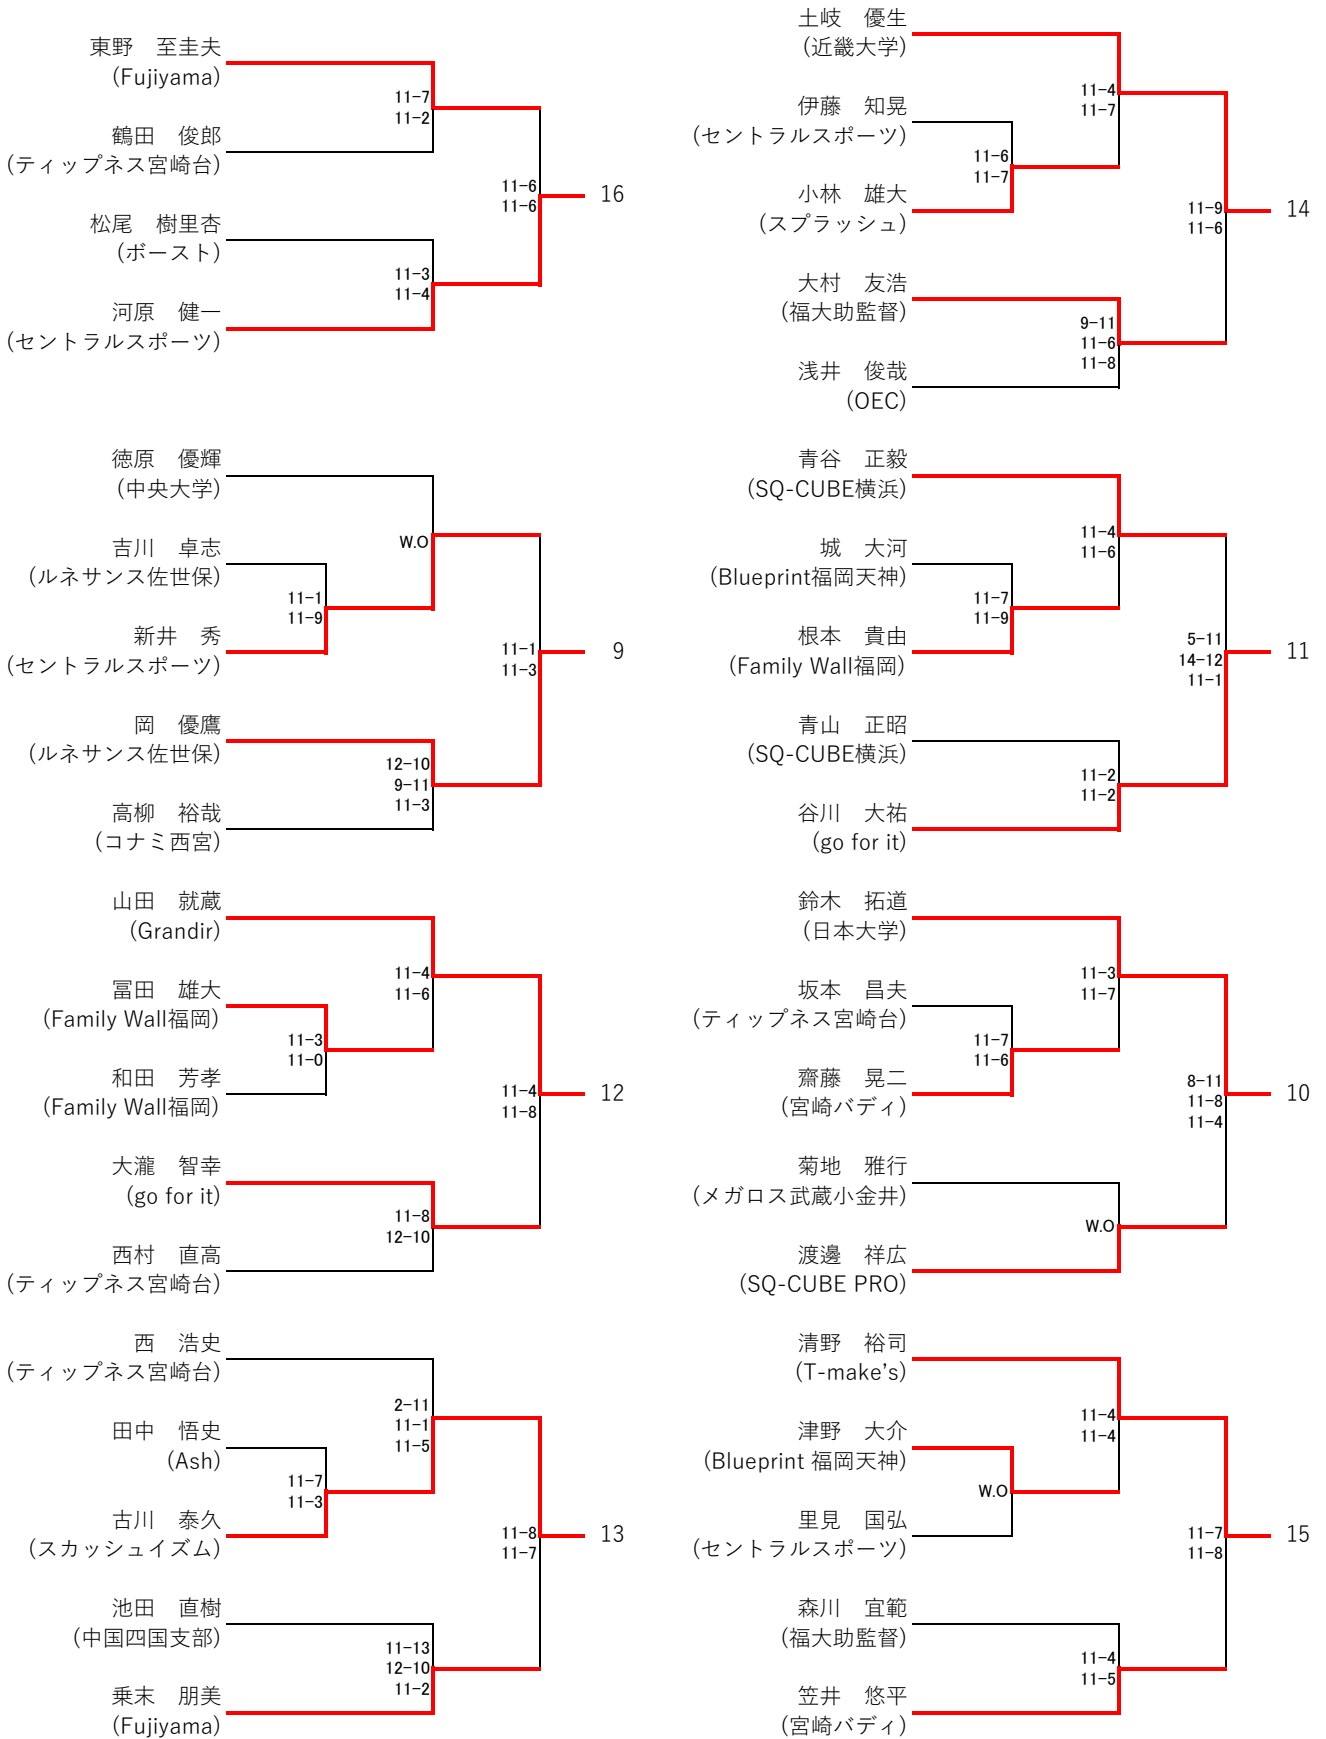 東野　至圭夫
(Fujiyama)
11-7
11-2
鶴田　俊郎
(ティップネス宮崎台)
11-6
11-6
16
松尾　樹里杏
(ボースト)
11-3
11-4
河原　健一
(セントラルスポーツ)
徳原　優輝
(中央大学)
W.O
吉川　卓志
(ルネサンス佐世保)
11-1
11-9
新井　秀
(セントラルスポーツ)
11-1
11-3
9
岡　優鷹
(ルネサンス佐世保)
12-10
9-11
11-3
高柳　裕哉
(コナミ西宮)
山田　就蔵
(Grandir)
11-4
11-6
冨田　雄大
(Family Wall福岡)
11-3
11-0
和田　芳孝
(Family Wall福岡)
11-4
11-8
12
大瀧　智幸
(go for it)
11-8
12-10
西村　直高
(ティップネス宮崎台)
西　浩史
(ティップネス宮崎台)
2-11
11-1
11-5
田中　悟史
(Ash)
11-7
11-3
古川　泰久
(スカッシュイズム)
11-8
11-7
13
池田　直樹
(中国四国支部)
11-13
12-10
11-2
乗末　朋美
(Fujiyama)
土岐　優生
(近畿大学)
11-4
11-7
伊藤　知晃
(セントラルスポーツ)
11-6
11-7
小林　雄大
(スプラッシュ)
11-9
11-6
14
大村　友浩
(福大助監督)
9-11
11-6
11-8
浅井　俊哉
(OEC)
青谷　正毅
(SQ-CUBE横浜)
11-4
11-6
城　大河
(Blueprint福岡天神)
11-7
11-9
根本　貴由
(Family Wall福岡)
5-11
14-12
11-1
11
青山　正昭
(SQ-CUBE横浜)
11-2
11-2
谷川　大祐
(go for it)
鈴木　拓道
(日本大学)
11-3
11-7
坂本　昌夫
(ティップネス宮崎台)
11-7
11-6
齋藤　晃二
(宮崎バディ)
8-11
11-8
11-4
10
菊地　雅行
(メガロス武蔵小金井)
W.O
渡邊　祥広
(SQ-CUBE PRO)
清野　裕司
(T-make's)
11-4
11-4
津野　大介
(Blueprint 福岡天神)
W.O
里見　国弘
(セントラルスポーツ)
11-7
11-8
15
森川　宜範
(福大助監督)
11-4
11-5
笠井　悠平
(宮崎バディ)